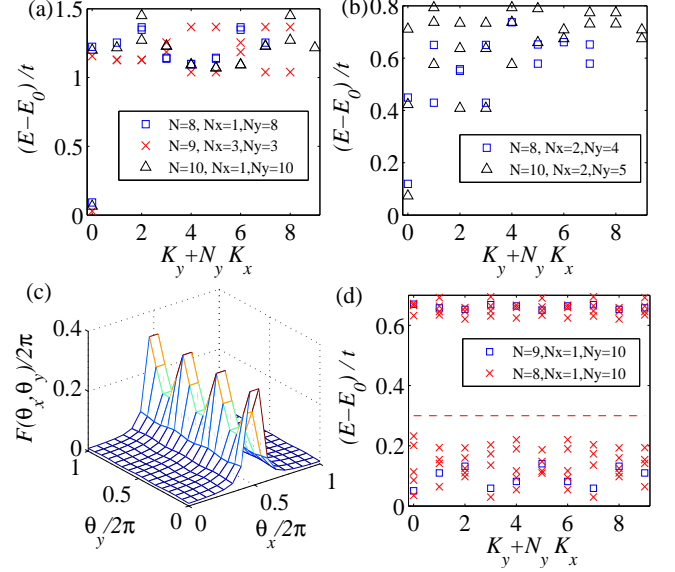 (a)
(E−E0)/t
1.5
1
0.5
0
N=8, Nx=1,Ny=8
N=9, Nx=3,Ny=3
N=10, Nx=1,Ny=10
0 2 4 6 8
Ky+NyKx
(b)
(E−E0)/t
0.8
0.6
0.4
0.2
0
N=8, Nx=2,Ny=4
N=10, Nx=2,Ny=5
0 2 4 6 8
Ky+NyKx
(c)
F(θx,θy)/2π
0.4
0.2
0
1
0.5
0
θy/2π
0
0.5
1
θx/2π
(d)
(E−E0)/t
0.6
0.4
0.2
0
N=9,Nx=1,Ny=10
N=8,Nx=1,Ny=10
0 2 4 6 8
Ky+NyKx